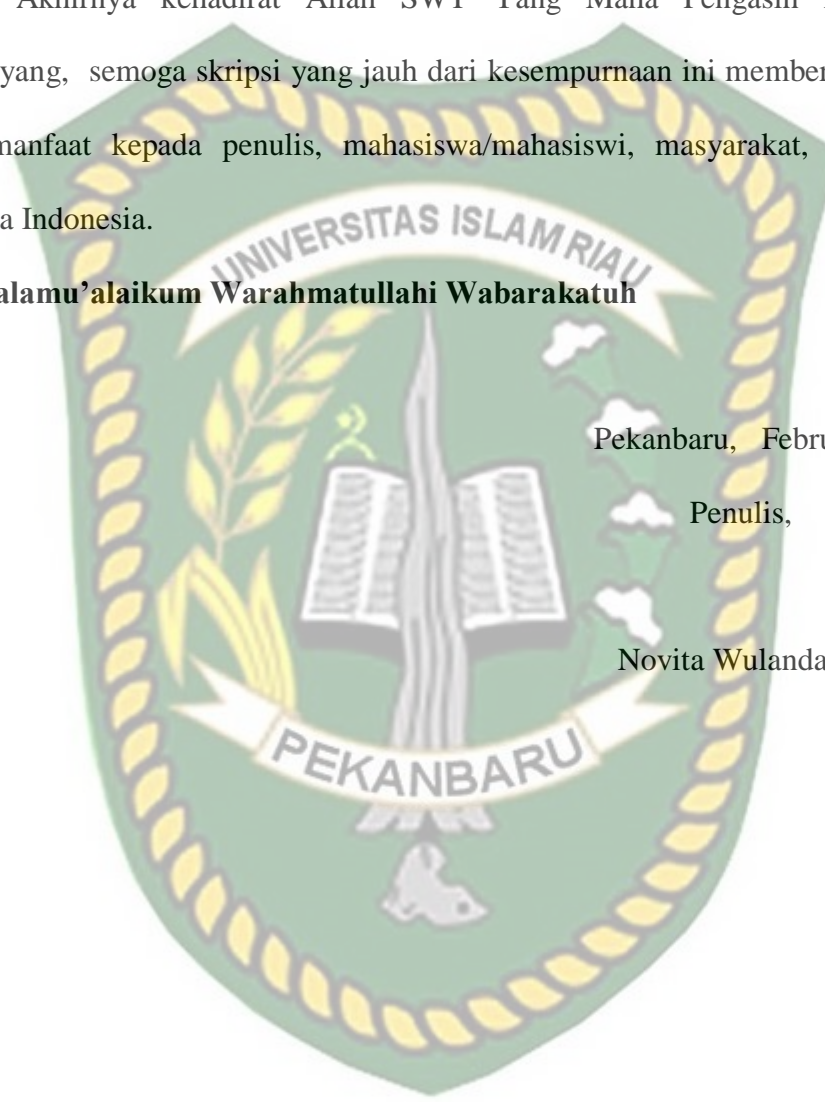 Akhirnya kehadirat Allah SWT Yang Maha Pengasih
yang, semoga skripsi yang jauh dari kesempurnaan ini member
manfaat kepada penulis, mahasiswa/mahasiswi, masyarakat,
a Indonesia.
UNIVERSITAS ISLAM RIAU
alamu’alaikum Warahmatullahi Wabarakatuh
Pekanbaru, Febru
Penulis,
Novita Wulanda
PEKANBARU